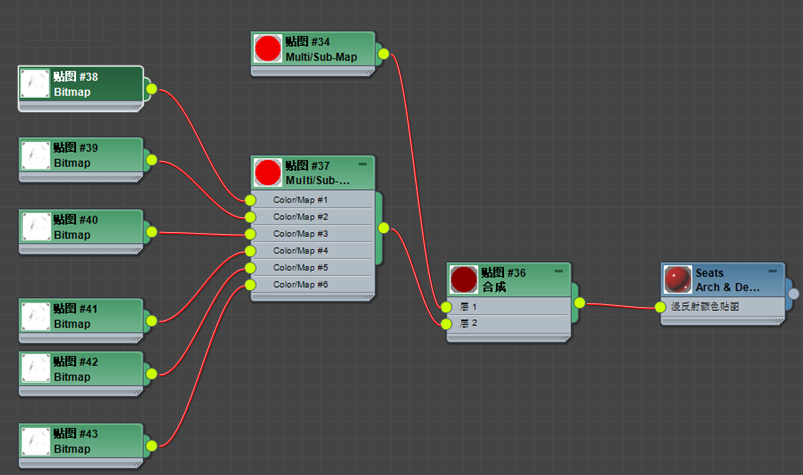 贴图 #34
Multi/Sub-Map
贴图 #38
Bitmap
贴图 #39
Bitmap
贴图 #40
Bitmap
贴图 #41
Bitmap
贴图 #42
Bitmap
贴图 #43
Bitmap
贴图 #37
Multi/Sub-...
Color/Map #1
Color/Map #2
Color/Map #3
Color/Map #4
Color/Map #5
Color/Map #6
贴图 #36
合成
层 1
层 2
Seats
Arch & De...
漫反射颜色贴图